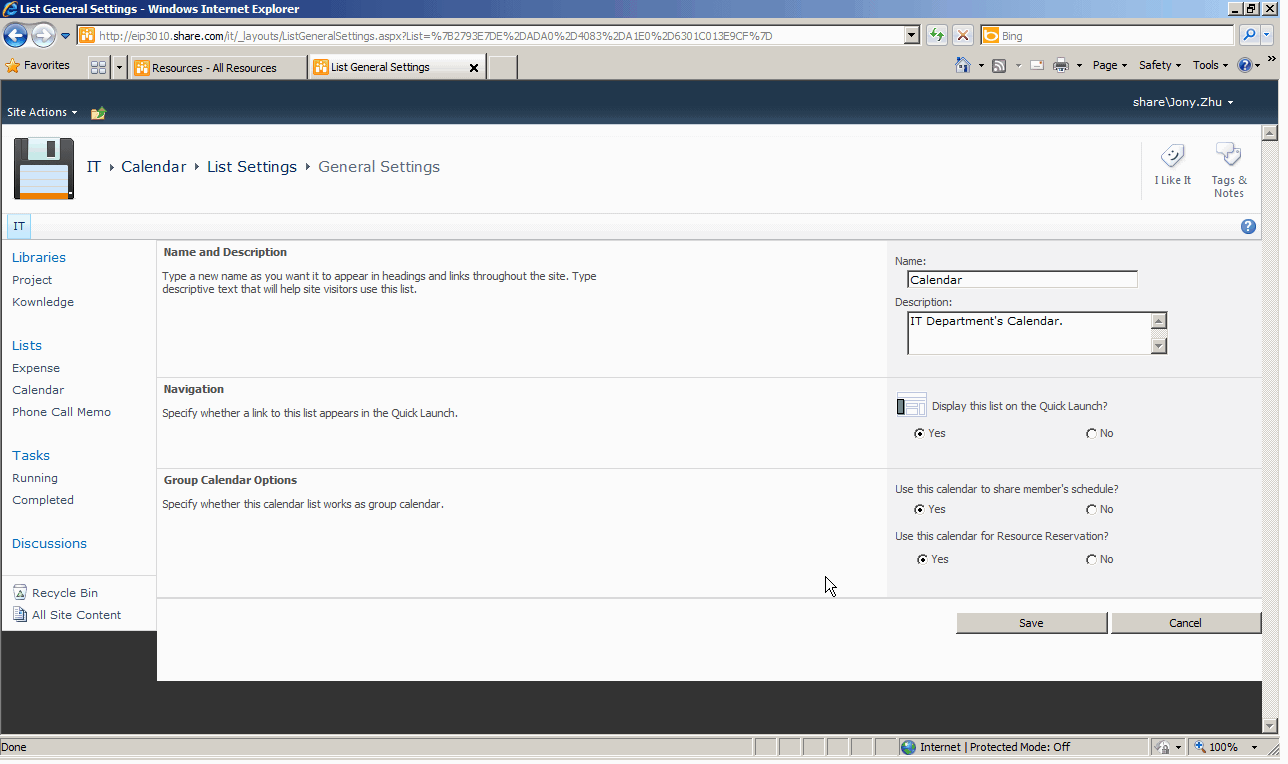 List General Settings - Windows Internet Explorer
http://eip3010.share.com/it/_layouts/ListGeneralSettings.aspx?List=%7B2793E7DE%2DADA0%2D4083%2DA1E0%2D6301C013E9CF%7D
Bing
Favorites
Resources - All Resources
List General Settings
Page
Safety
Tools
Site Actions
share\Jony.Zhu
IT
Calendar
List Settings
General Settings
I Like It
Tags &
Notes
IT
Libraries
Project
Kownledge
Lists
Expense
Calendar
Phone Call Memo
Tasks
Running
Completed
Discussions
Recycle Bin
All Site Content
Name and Description
Type a new name as you want it to appear in headings and links throughout the site. Type
descriptive text that will help site visitors use this list.
Name:
Calendar
Description:
IT Department's Calendar.
Navigation
Specify whether a link to this list appears in the Quick Launch.
Display this list on the Quick Launch?
Yes No
Group Calendar Options
Specify whether this calendar list works as group calendar.
Use this calendar to share member's schedule?
Yes No
Use this calendar for Resource Reservation?
Yes No
Save Cancel
Done
Internet | Protected Mode: Off
100%